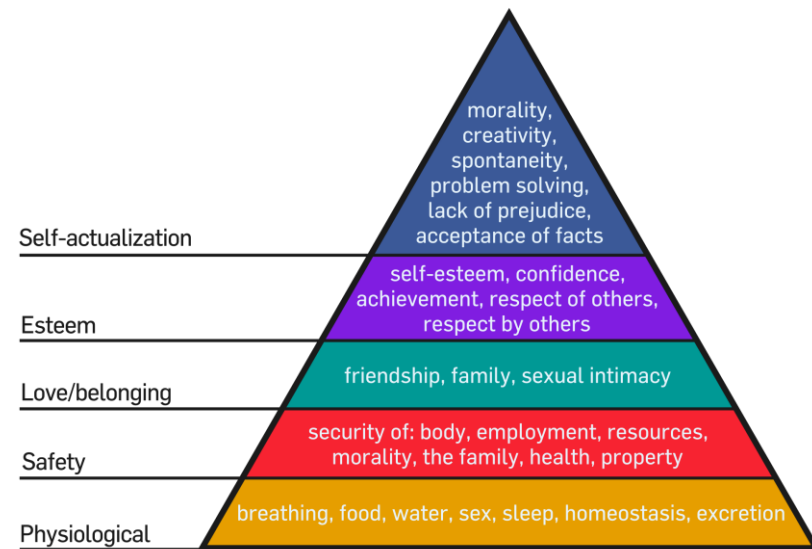 morality,
creativity,
spontaneity,
problem solving,
lack of prejudice,
acceptance of facts
Self-actualization
self-esteem, confidence,
achievement, respect of others,
respect by others
Esteem
friendship, family, sexual intimacy
Love/belonging
security of: body, employment, resources,
morality, the family, health, property
Safety
breathing, food, water, sex, sleep, homeostasis, excretion
Physiological